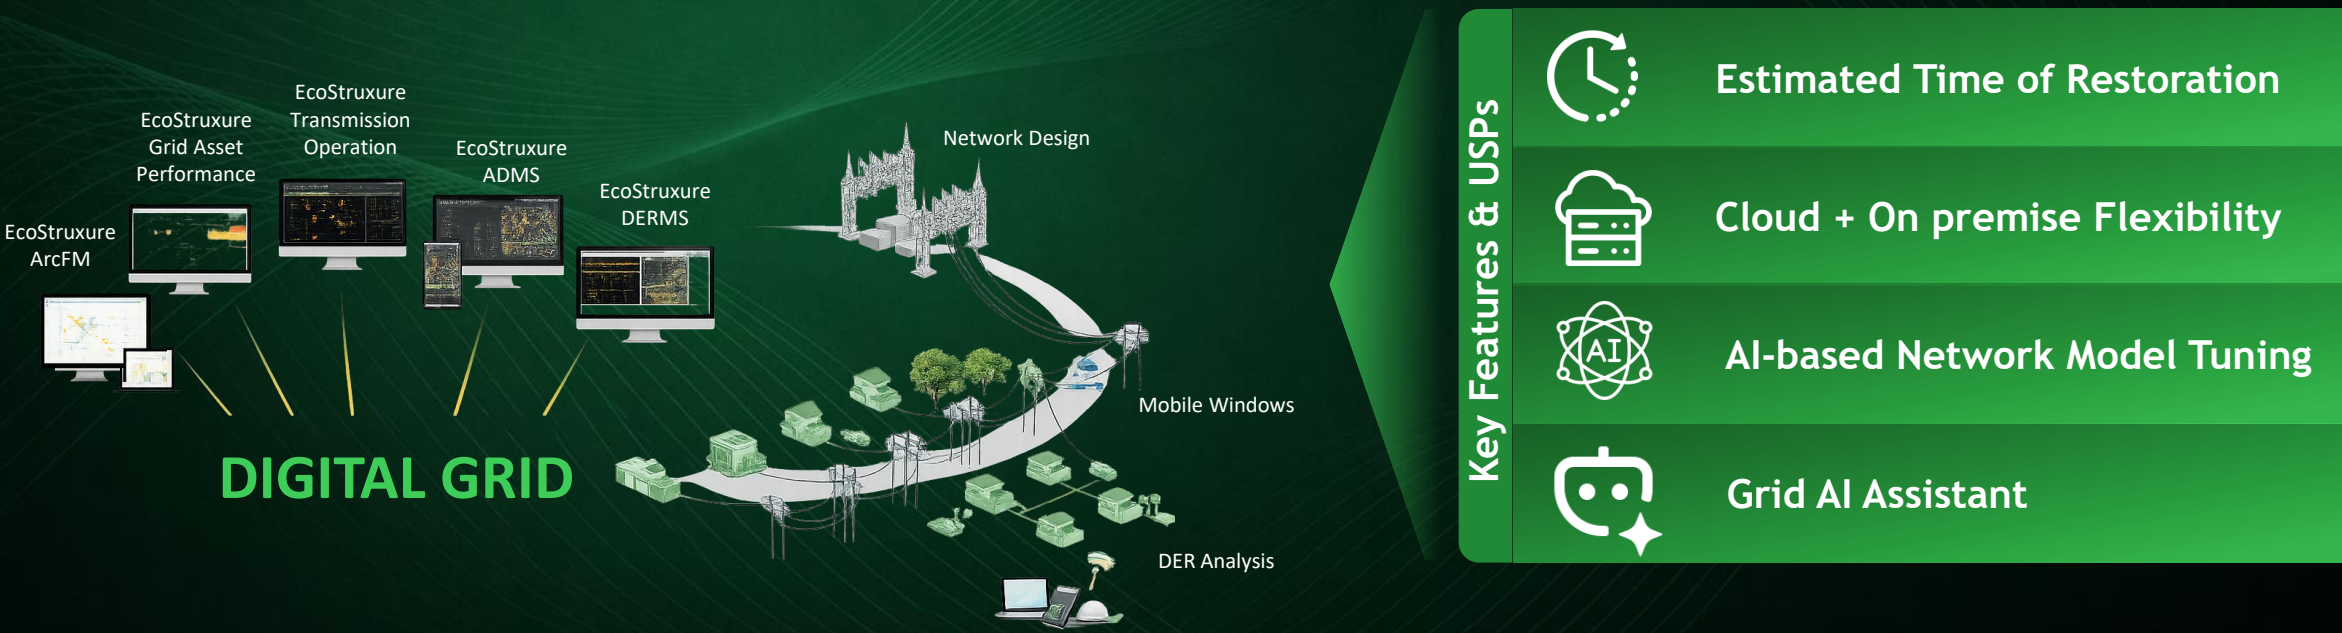 EcoStruxure
ArcFM
EcoStruxure
Grid Asset
Performance
EcoStruxure
Transmission
Operation
EcoStruxure
ADMS
EcoStruxure
DERMS
DIGITAL GRID
Network Design
Mobile Windows
DER Analysis
Key Features & USPs
Estimated Time of Restoration
Cloud + On premise Flexibility
AI
AI-based Network Model Tuning
Grid AI Assistant